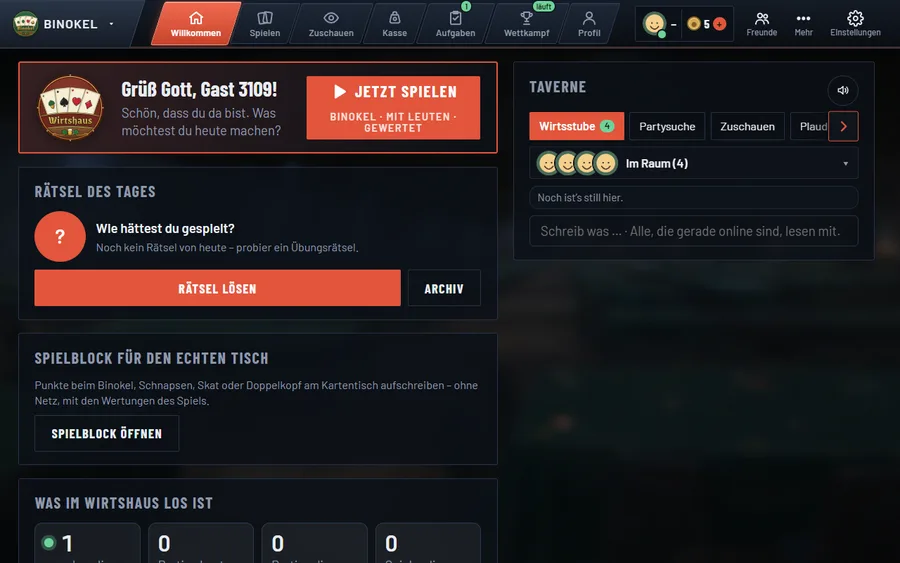 BINOKEL
Willkommen
Spielen
Zuschauen
Kasse
1
Aufgaben
läuft
Wettkampf
Profil
–
5
+
Freunde
Mehr
Einstellungen
Wirtshaus
Grüß Gott, Gast 3109!
Schön, dass du da bist. Was
möchtest du heute machen?
JETZT SPIELEN
BINOKEL · MIT LEUTEN ·
GEWERTET
RÄTSEL DES TAGES
?
Wie hättest du gespielt?
Noch kein Rätsel von heute – probier ein Übungsrätsel.
RÄTSEL LÖSEN
ARCHIV
SPIELBLOCK FÜR DEN ECHTEN TISCH
Punkte beim Binokel, Schnapsen, Skat oder Doppelkopf am Kartentisch aufschreiben – ohne
Netz, mit den Wertungen des Spiels.
SPIELBLOCK ÖFFNEN
WAS IM WIRTSHAUS LOS IST
1
0
0
0
TAVERNE
Wirtsstube 4
Partysuche
Zuschauen
Plaud
Im Raum (4)
Noch ist's still hier.
Schreib was ... · Alle, die gerade online sind, lesen mit.